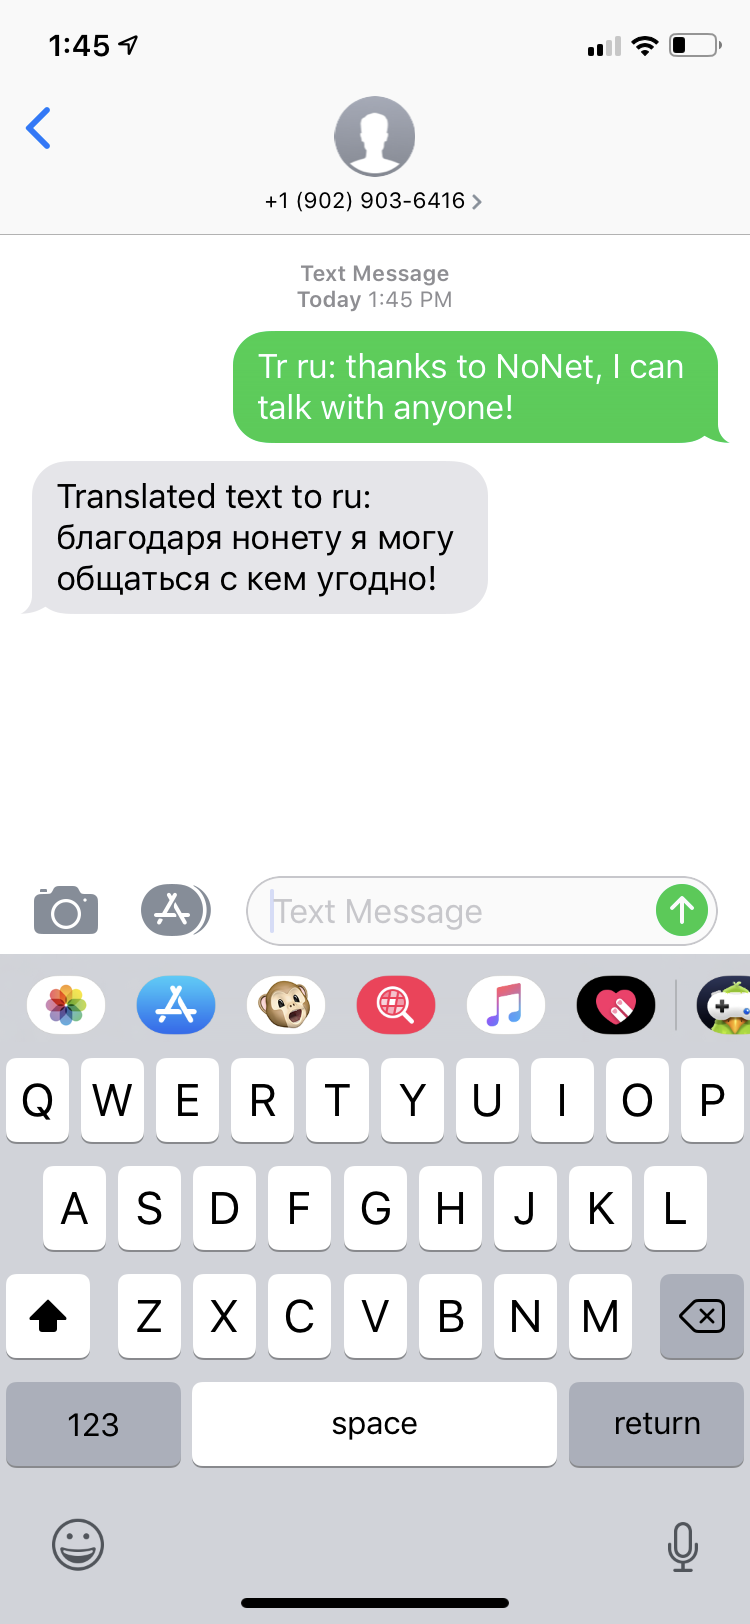 1:45
+1 (902) 903-6416
Text Message
Today 1:45 PM
Tr ru: thanks to NoNet, I can
talk with anyone!
Translated text to ru:
благодаря нонету я могу
общаться с кем угодно!
Text Message
Q W E R T Y U I O P
A S D F G H J K L
Z X C V B N M
123 space return